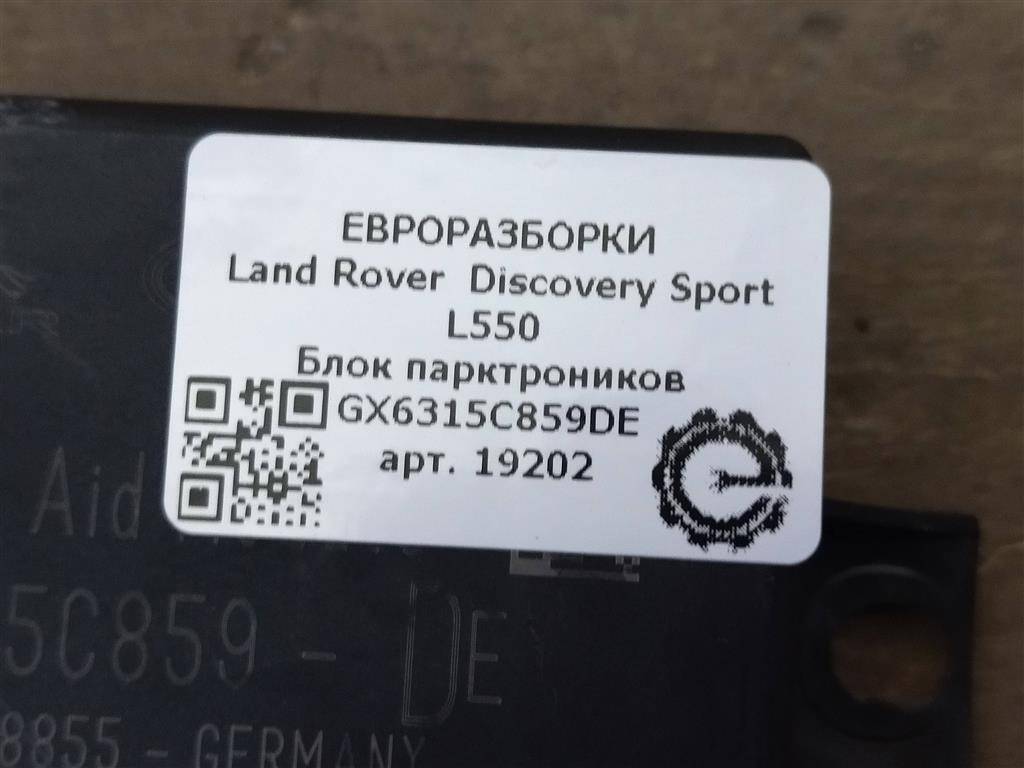 ЕВРОРАЗБОРКИ
Land Rover Discovery Sport
L550
Блок парктроников
GX6315C859DE
арт. 19202
Aid
5C859 - DE
8855 - GERMANY